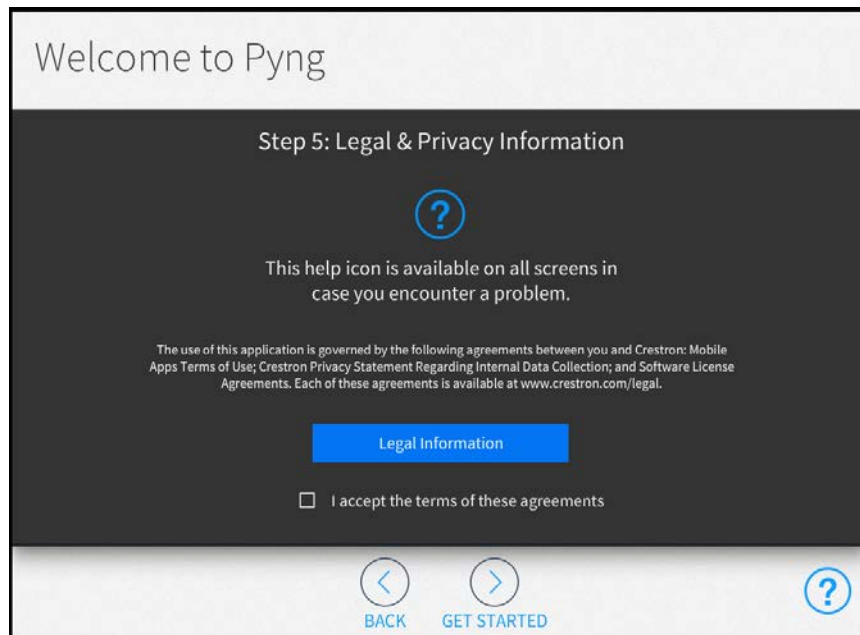 Welcome to Pyng
Step 5: Legal & Privacy Information
?
This help icon is available on all screens in
case you encounter a problem.
The use of this application is governed by the following agreements between you and Crestron: Mobile
Apps Terms of Use; Crestron Privacy Statement Regarding Internal Data Collection; and Software License
Agreements. Each of these agreements is available at www.crestron.com/legal.
Legal Information
I accept the terms of these agreements
BACK GET STARTED
?